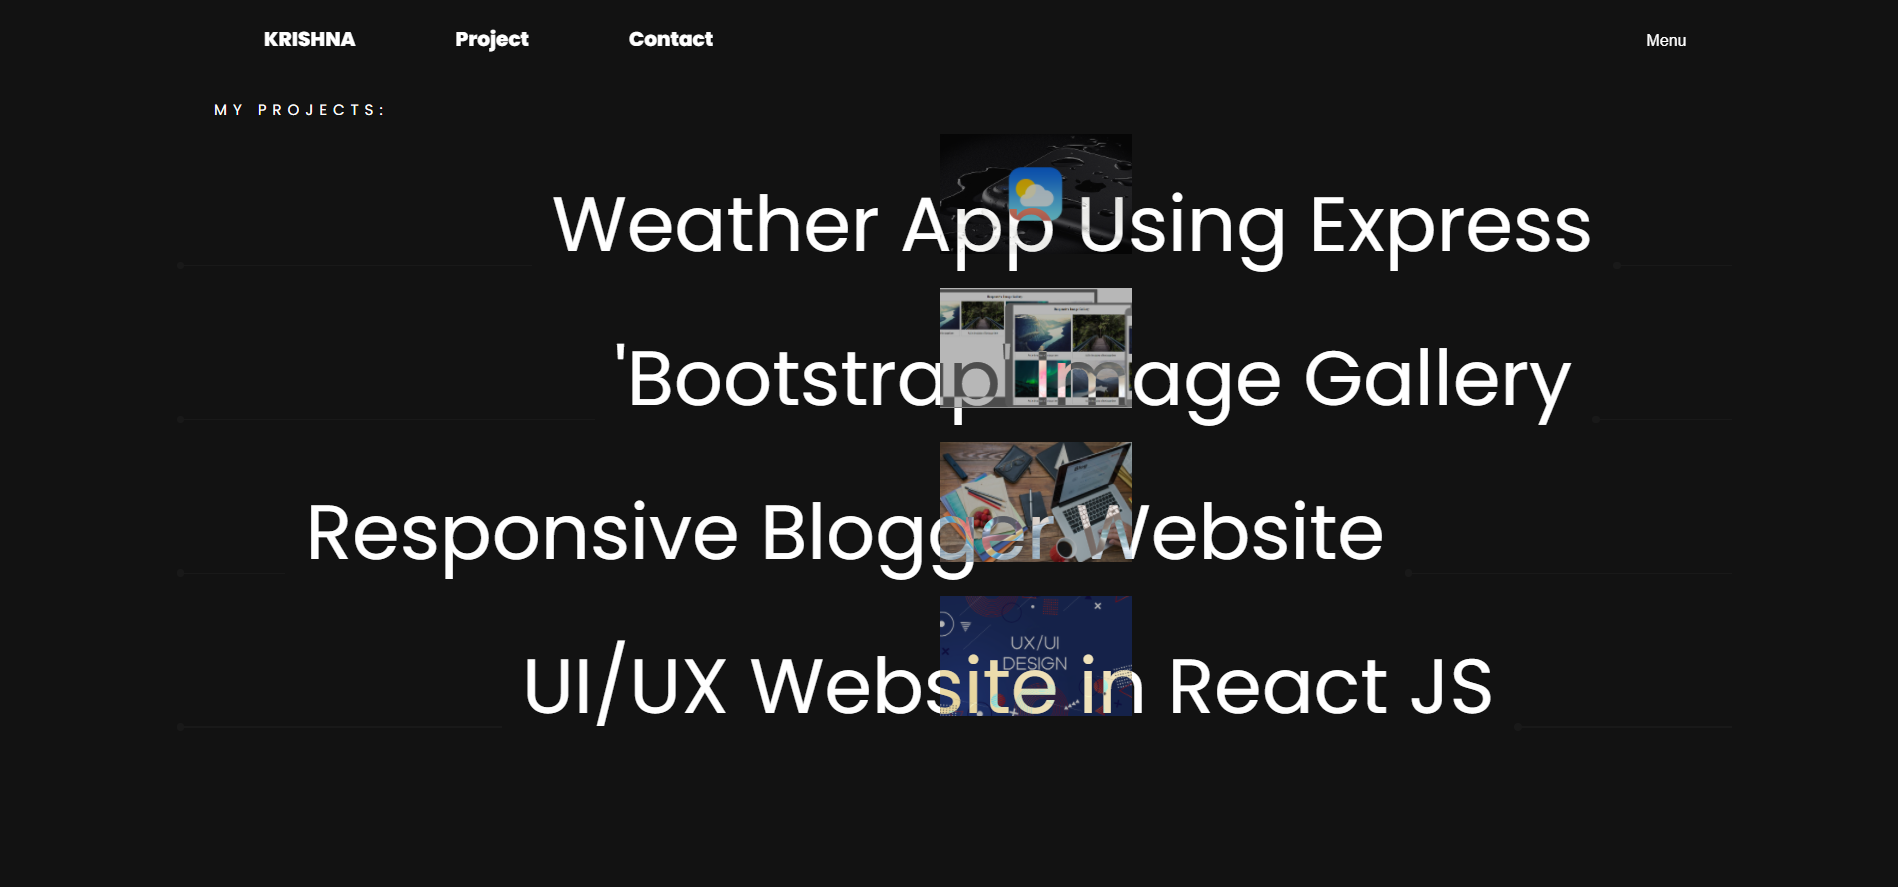 KRISHNA Project Contact Menu
MY PROJECTS:
Weather App Using Express
'Bootstrap' Image Gallery
Responsive Blogger Website
UX/UI
DESIGN
UI/UX Website in React JS